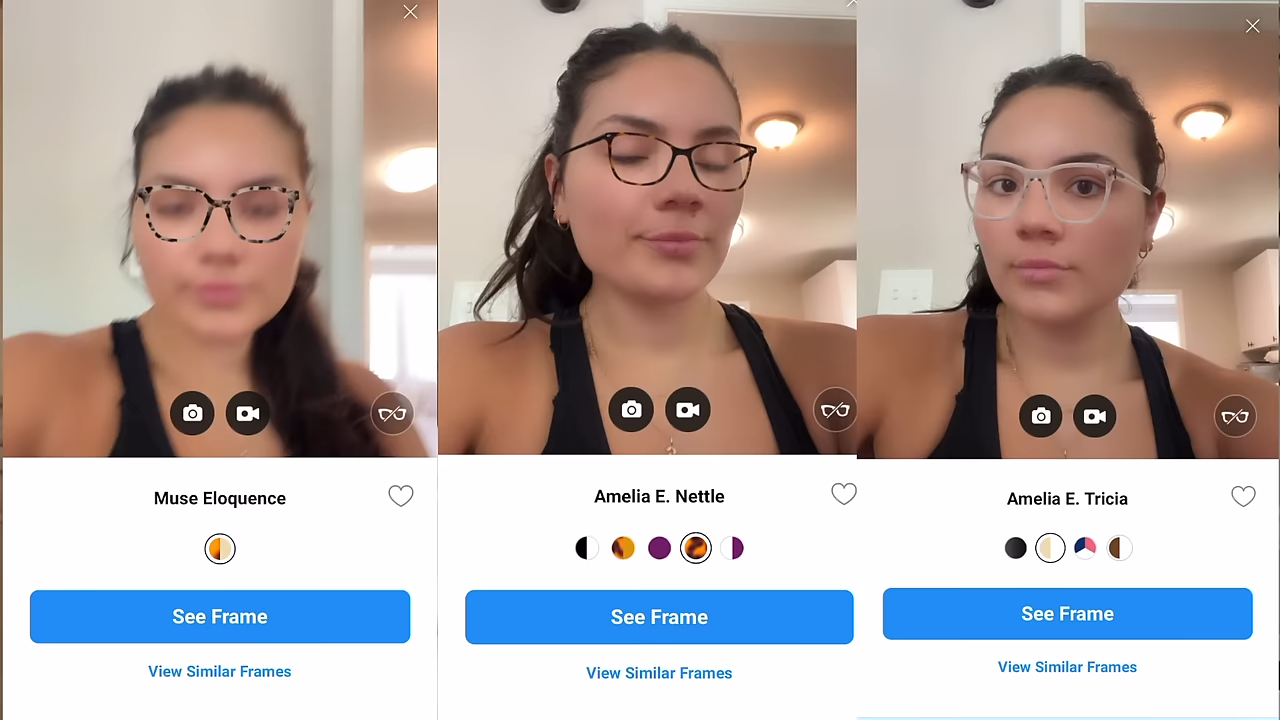 Muse Eloquence
See Frame
View Similar Frames
Amelia E. Nettle
See Frame
View Similar Frames
Amelia E. Tricia
See Frame
View Similar Frames